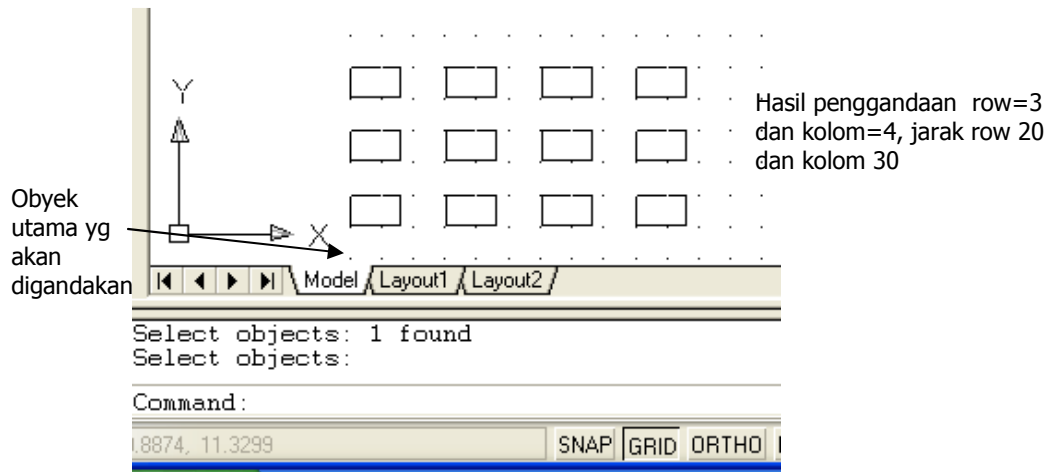 Y
X
Hasil penggandaan row=3
dan kolom=4, jarak row 20
dan kolom 30
Obyek
utama yg
akan
digandakan
Model Layout1 Layout2
Select objects: 1 found
Select objects:
Command:
.8874, 11.3299 SNAP GRID ORTHO